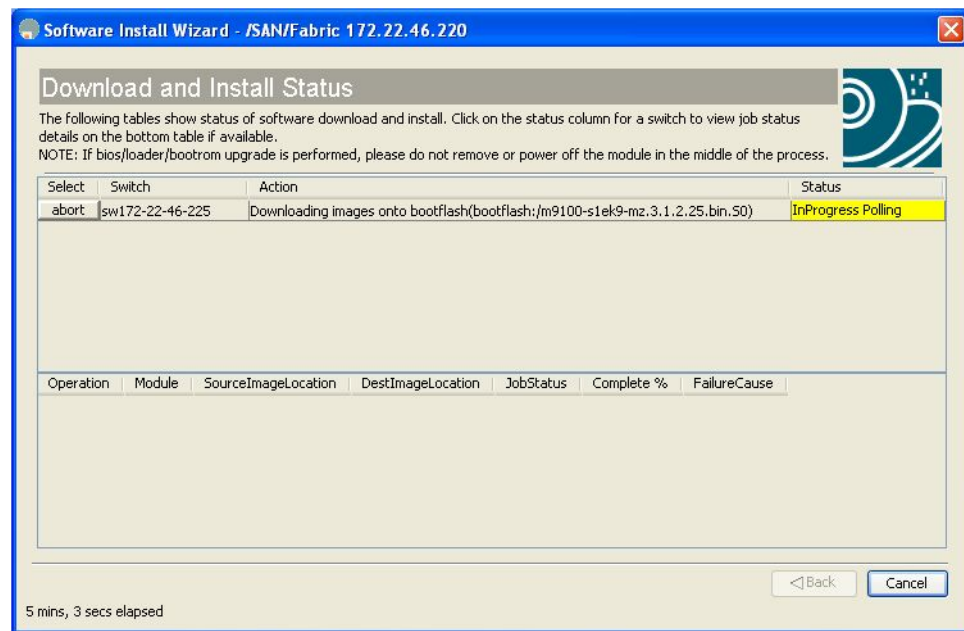 Software Install Wizard - /SAN/Fabric 172.22.46.220
Download and Install Status
The following tables show status of software download and install. Click on the status column for a switch to view job status
details on the bottom table if available.
NOTE: If bios/loader/bootrom upgrade is performed, please do not remove or power off the module in the middle of the process.
Select Switch Action Status
abort sw172-22-46-225 Downloading images onto bootflash(bootflash:/m9100-s1ek9-mz.3.1.2.25.bin.S0) InProgress Polling
Operation Module SourceImageLocation DestImageLocation JobStatus Complete % FailureCause
Back Cancel
5 mins, 3 secs elapsed